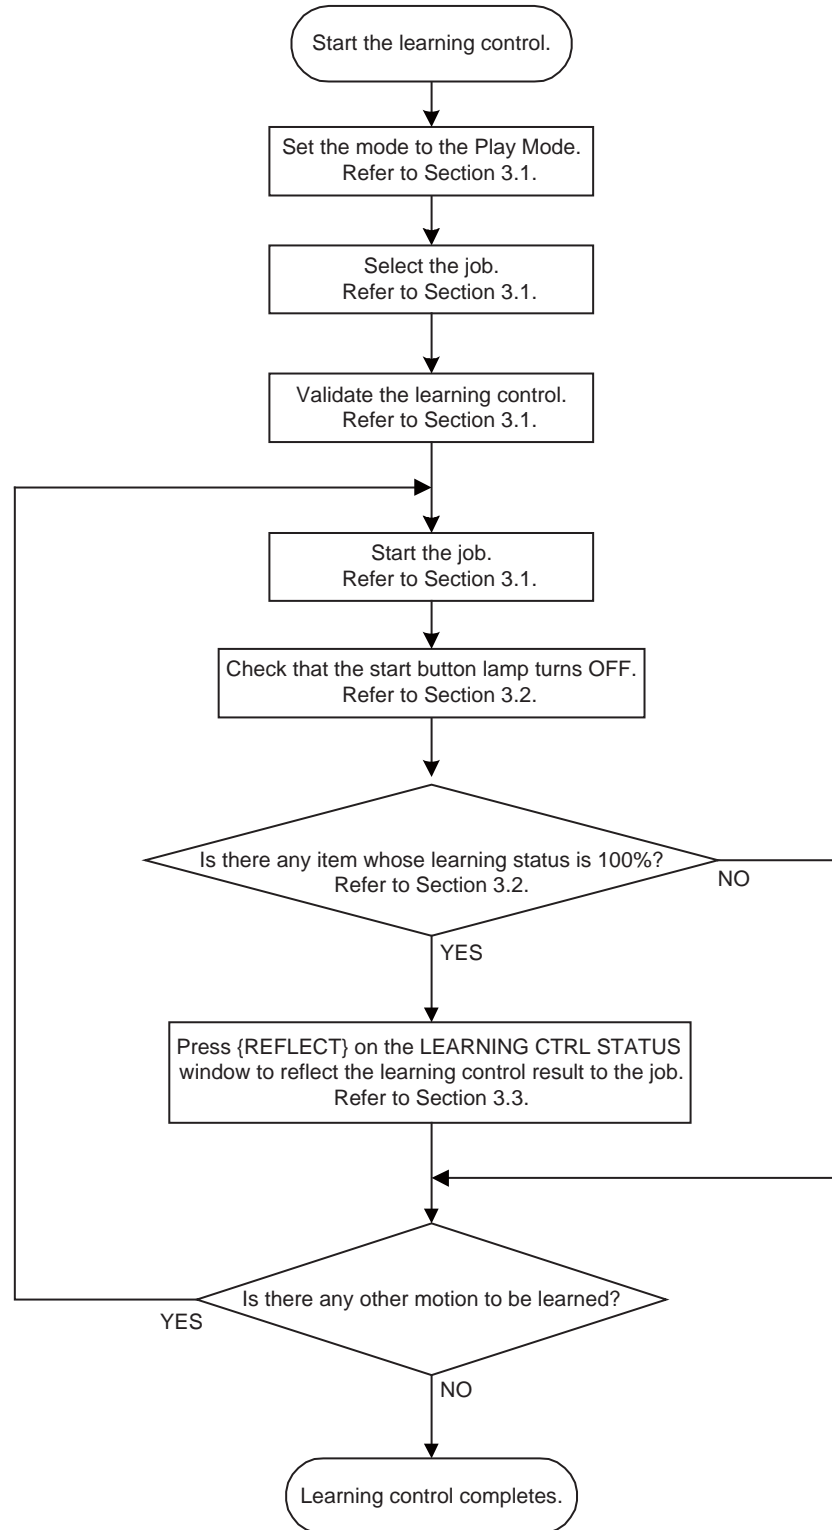 Start the learning control.
Set the mode to the Play Mode.
Refer to Section 3.1.
Select the job.
Refer to Section 3.1.
Validate the learning control.
Refer to Section 3.1.
Start the job.
Refer to Section 3.1.
Check that the start button lamp turns OFF.
Refer to Section 3.2.
Is there any item whose learning status is 100%?
Refer to Section 3.2.
NO
YES
Press {REFLECT} on the LEARNING CTRL STATUS
window to reflect the learning control result to the job.
Refer to Section 3.3.
Is there any other motion to be learned?
YES
NO
Learning control completes.